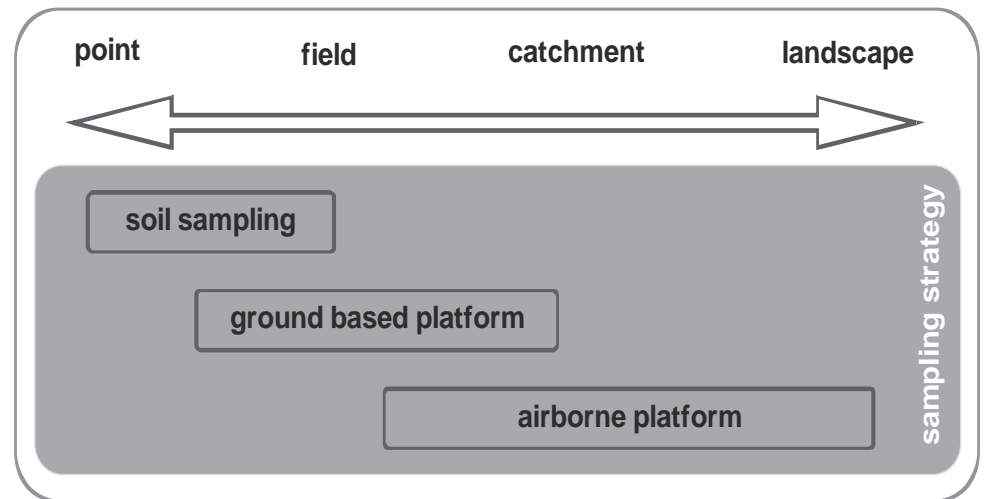 point field catchment landscape
soil sampling
ground based platform
airborne platform
sampling strategy